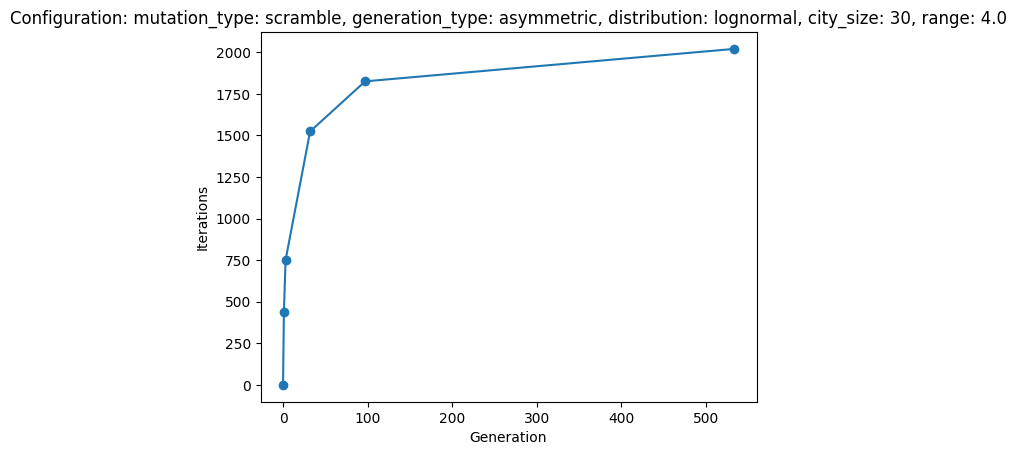 Configuration: mutation_type: scramble, generation_type: asymmetric, distribution: lognormal, city_size: 30, range: 4.0
2000
1750
1500
1250
1000
750
500
250
0
Iterations
0 100 200 300 400 500
Generation